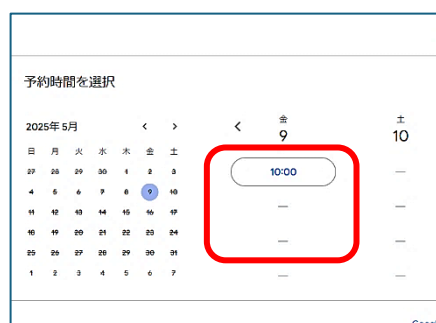 予約時間を選択
2025年 5月 < >
日 月 火 水 木 金 土
27 28 29 30 1 2 3
4 5 6 7 8 9 10
11 12 13 14 15 16 17
18 19 20 21 22 23 24
25 26 27 28 29 30 31
1 2 3 4 5 6 7
< 金 土
9 10
10:00 —
— —
— —
— —